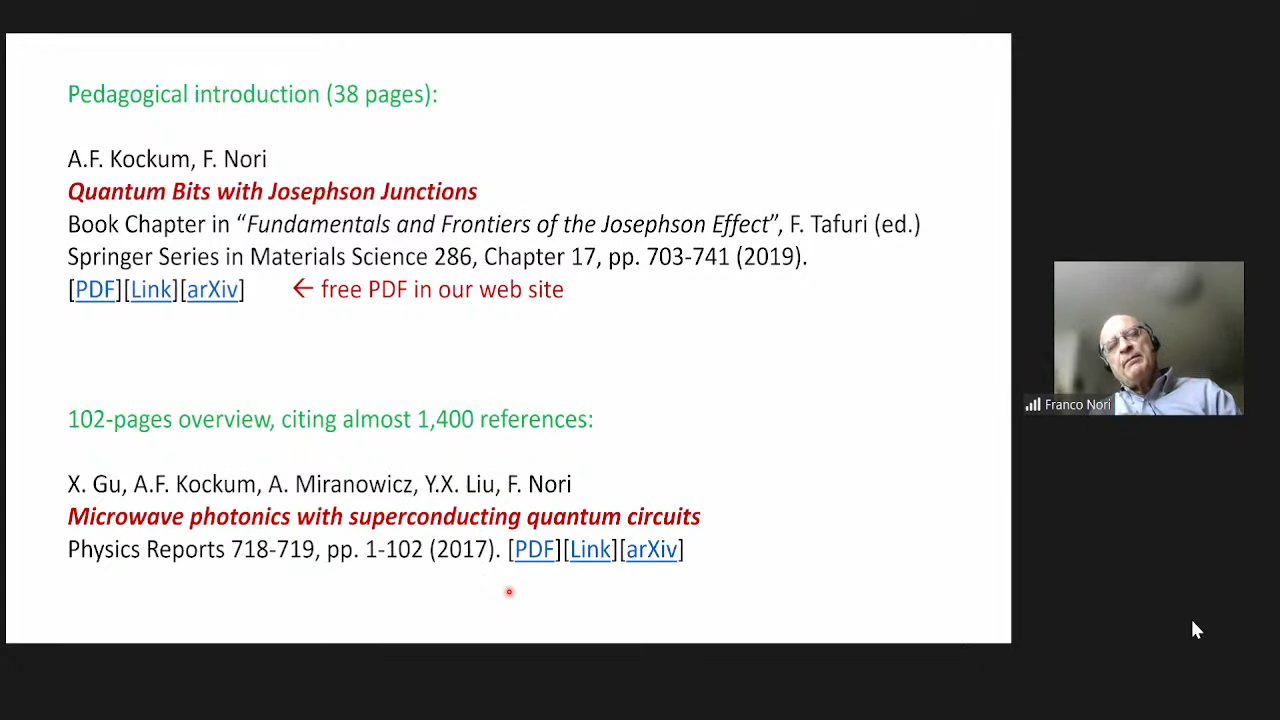 Pedagogical introduction (38 pages):
A.F. Kockum, F. Nori
Quantum Bits with Josephson Junctions
Book Chapter in “Fundamentals and Frontiers of the Josephson Effect”, F. Tafuri (ed.)
Springer Series in Materials Science 286, Chapter 17, pp. 703-741 (2019).
[PDF][Link][arXiv] ← free PDF in our web site
102-pages overview, citing almost 1,400 references:
X. Gu, A.F. Kockum, A. Miranowicz, Y.X. Liu, F. Nori
Microwave photonics with superconducting quantum circuits
Physics Reports 718-719, pp. 1-102 (2017). [PDF][Link][arXiv]
Franco Nori